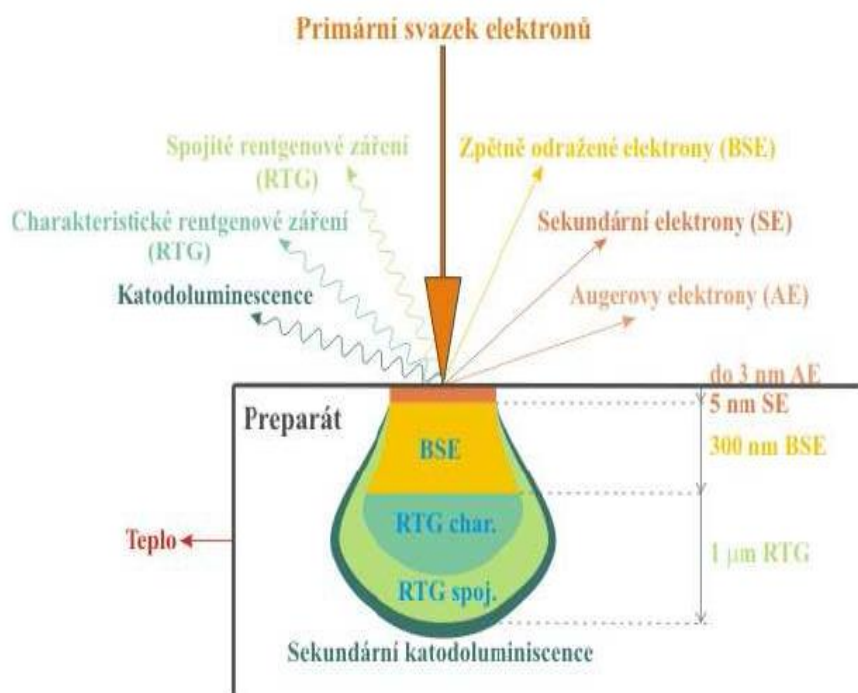 Primární svazek elektronů
Spojité rentgenové záření
(RTG)
Zpětně odražené elektrony (BSE)
Charakteristické rentgenové záření
(RTG)
Sekundární elektrony (SE)
Katodoluminescence
Augerovy elektrony (AE)
do 3 nm AE
5 nm SE
Preparát
BSE
300 nm BSE
RTG char.
Teplo
1 μm RTG
RTG spoj.
Sekundární katodoluminiscence